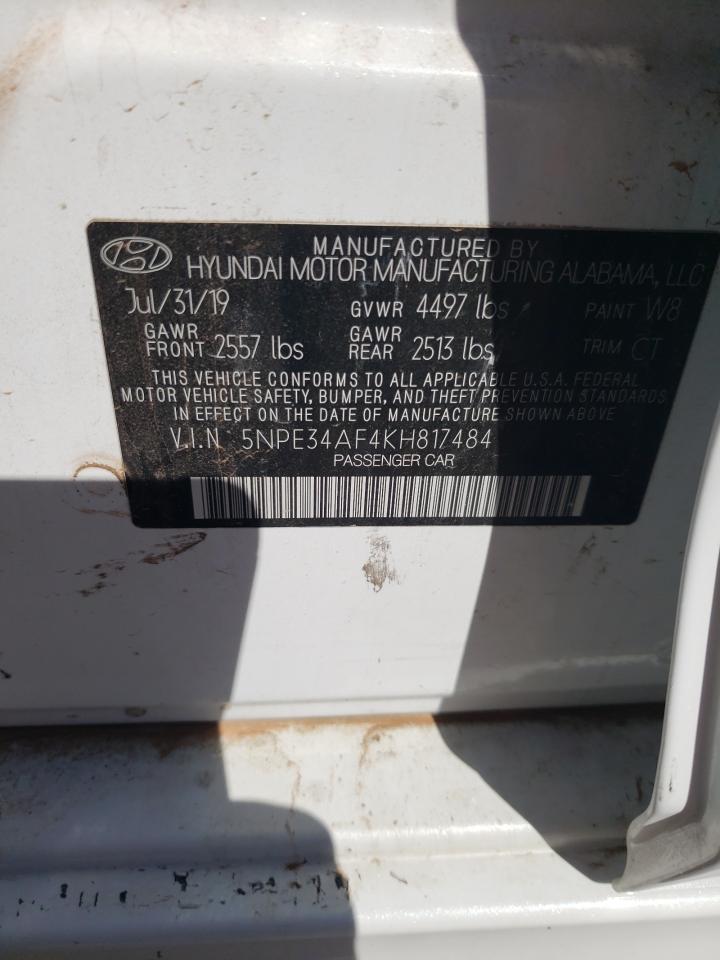 MANUFACTURED BY
HYUNDAI MOTOR MANUFACTURING ALABAMA, LLC
Jul/31/19 GVWR 4497 lbs PAINT W8
GAWR FRONT 2557 lbs GAWR REAR 2513 lbs TRIM CT
THIS VEHICLE CONFORMS TO ALL APPLICABLE U.S.A. FEDERAL
MOTOR VEHICLE SAFETY, BUMPER, AND THEFT PREVENTION STANDARDS
IN EFFECT ON THE DATE OF MANUFACTURE SHOWN ABOVE
V.I.N 5NPE34AF4KH817484
PASSENGER CAR